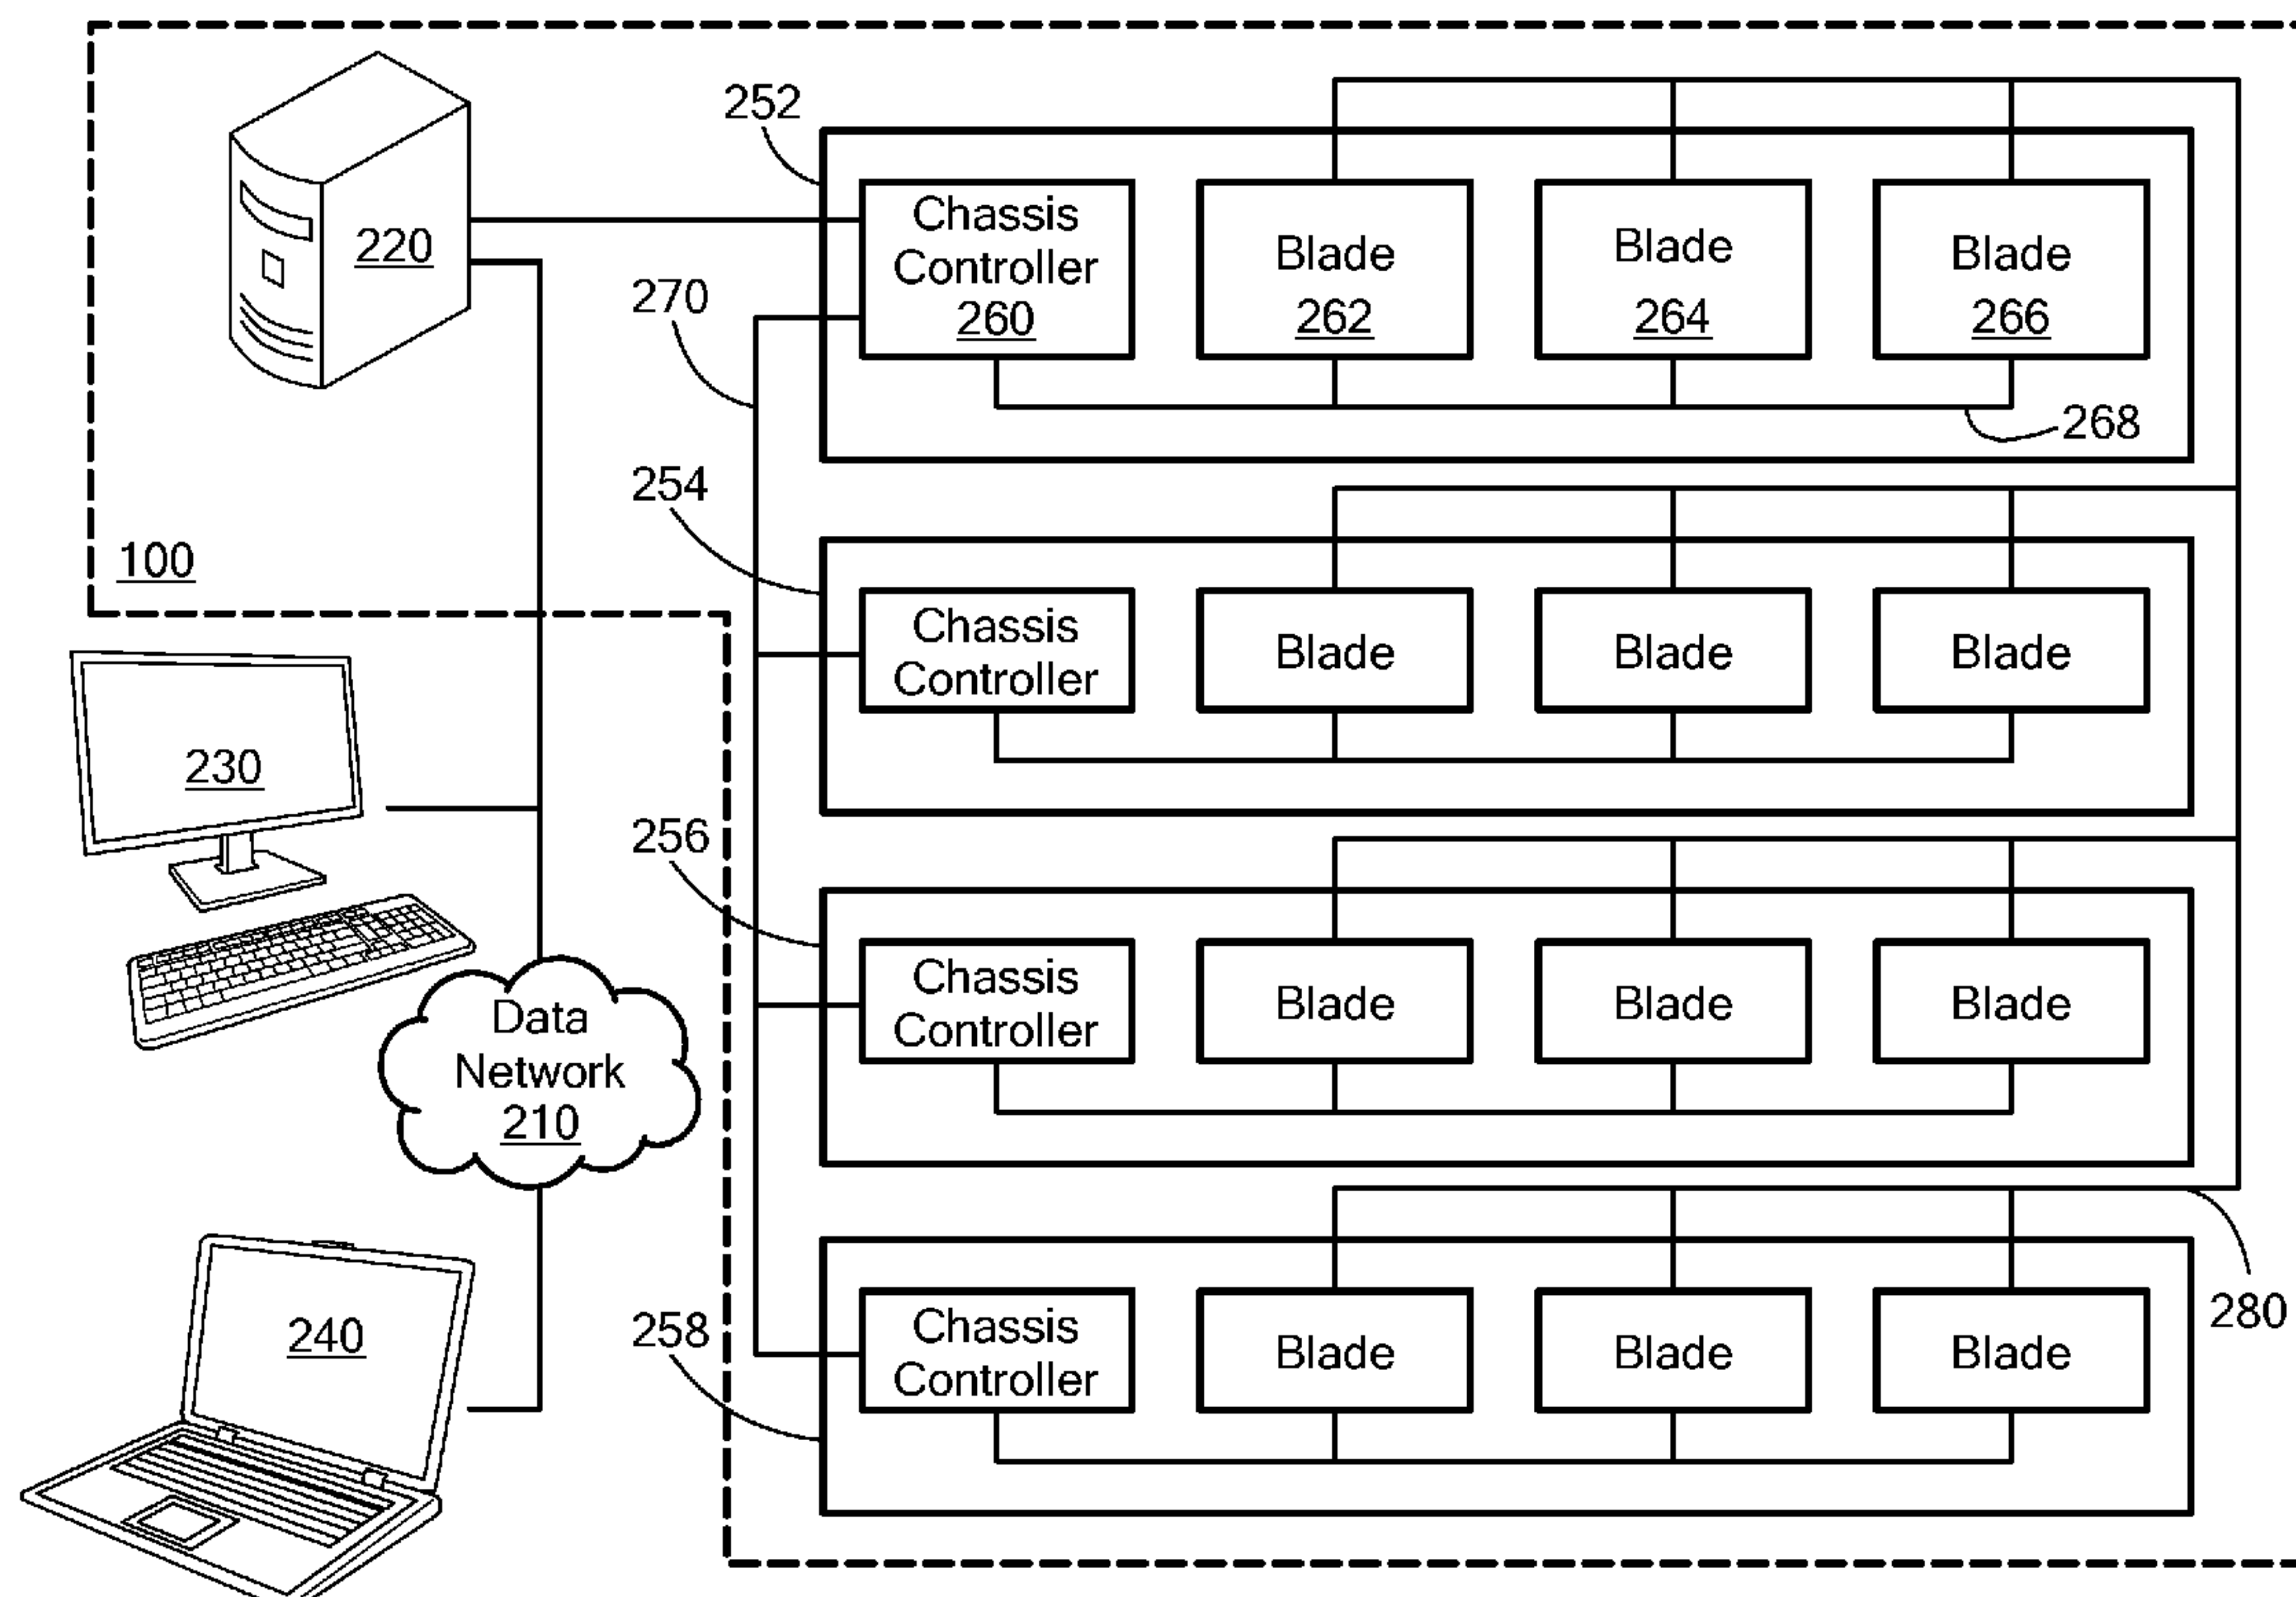 252
Chassis
Controller
260
Blade
262
Blade
264
Blade
266
220
270
268
254
100
Chassis
Controller
Blade
Blade
Blade
230
256
Chassis
Controller
Blade
Blade
Blade
Data
Network
210
258
Chassis
Controller
Blade
Blade
Blade
280
240